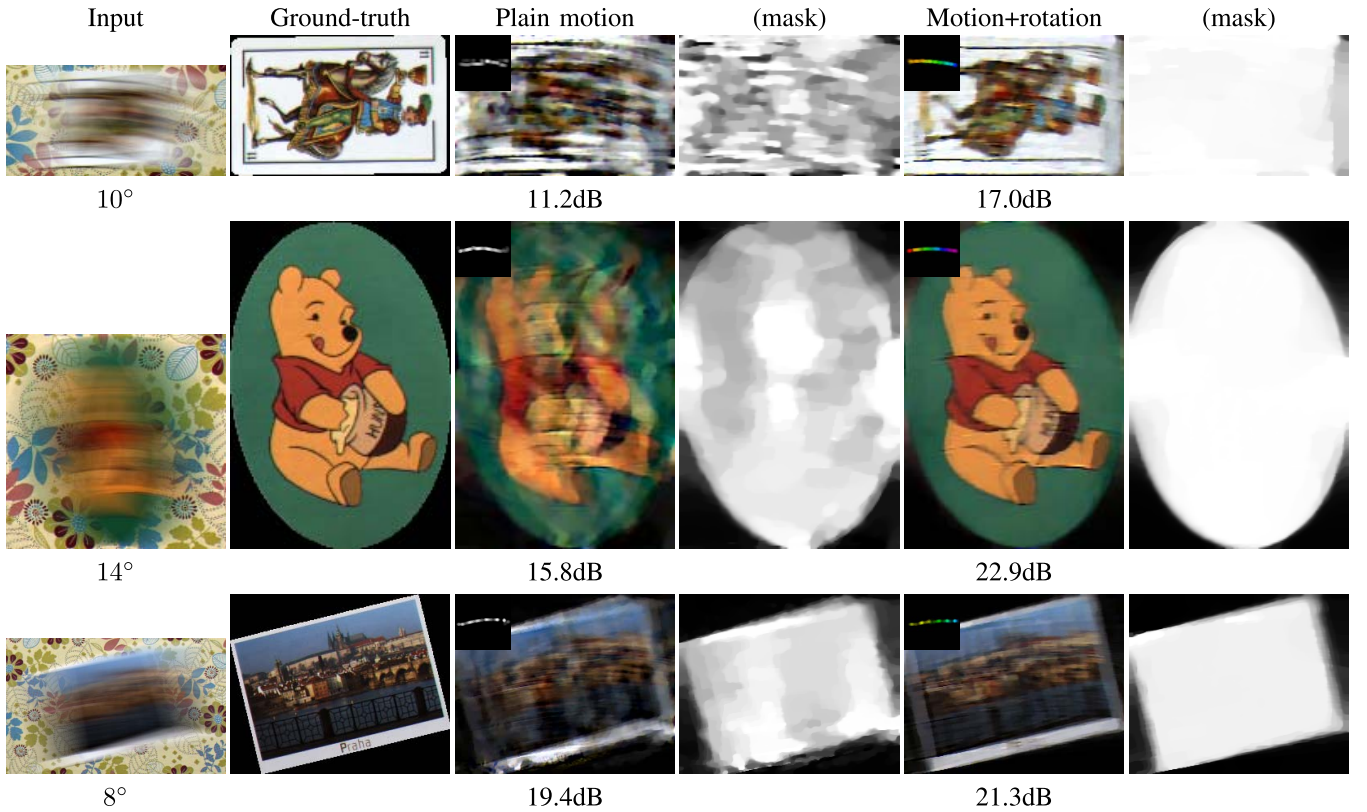 Input Ground-truth Plain motion (mask) Motion+rotation (mask)
10° 11.2dB 17.0dB
14° 15.8dB 22.9dB
Praha
8° 19.4dB 21.3dB